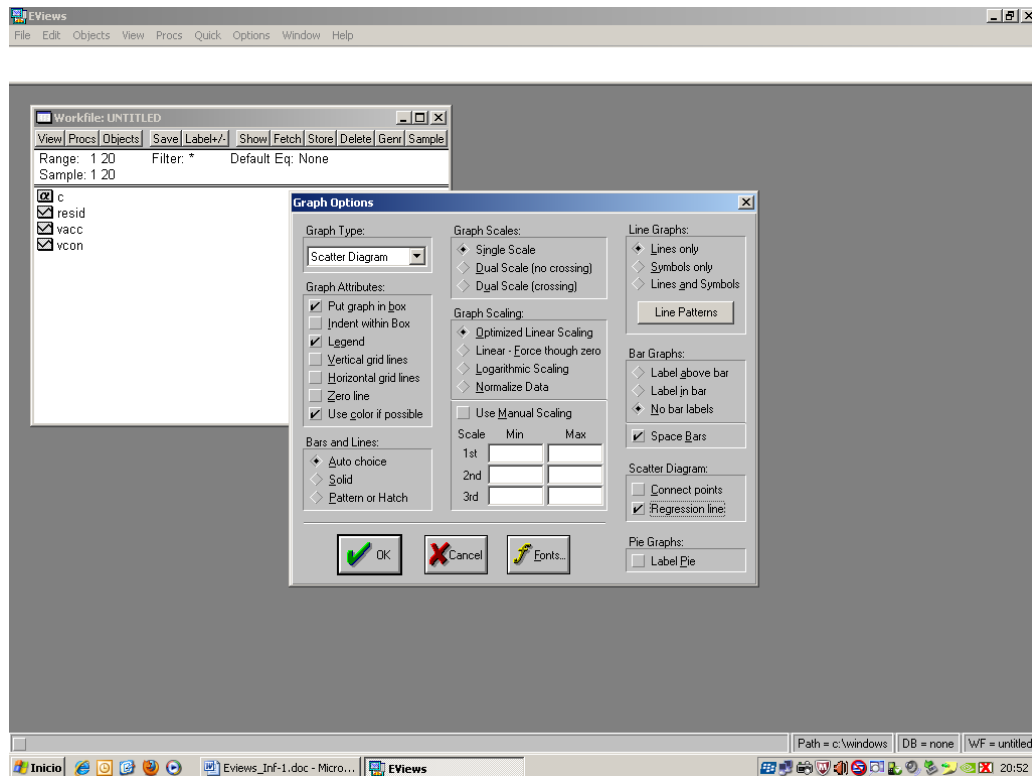 EViews
File Edit Objects View Procs Quick Options Window Help
Workfile: UNTITLED
View Procs Objects Save Label+/- Show Fetch Store Delete Genr Sample
Range: 1 20 Filter: * Default Eq: None
Sample: 1 20
c
resid
vacc
vcon
Graph Options
Graph Type:
Scatter Diagram
Graph Attributes:
Put graph in box
Indent within Box
Legend
Vertical grid lines
Horizontal grid lines
Zero line
Use color if possible
Bars and Lines:
Auto choice
Solid
Pattern or Hatch
Graph Scales:
Single Scale
Dual Scale (no crossing)
Dual Scale (crossing)
Graph Scaling:
Optimized Linear Scaling
Linear - Force though zero
Logarithmic Scaling
Normalize Data
Use Manual Scaling
Scale Min Max
1st
2nd
3rd
Line Graphs:
Lines only
Symbols only
Lines and Symbols
Line Patterns
Bar Graphs:
Label above bar
Label in bar
No bar labels
Space Bars
Scatter Diagram:
Connect points
Regression line
Pie Graphs:
Label Pie
OK Cancel Fonts...
Path = c:\windows DB = none WF = untitled
Inicio Eviews_Inf-1.doc - Micro... EViews 20:52